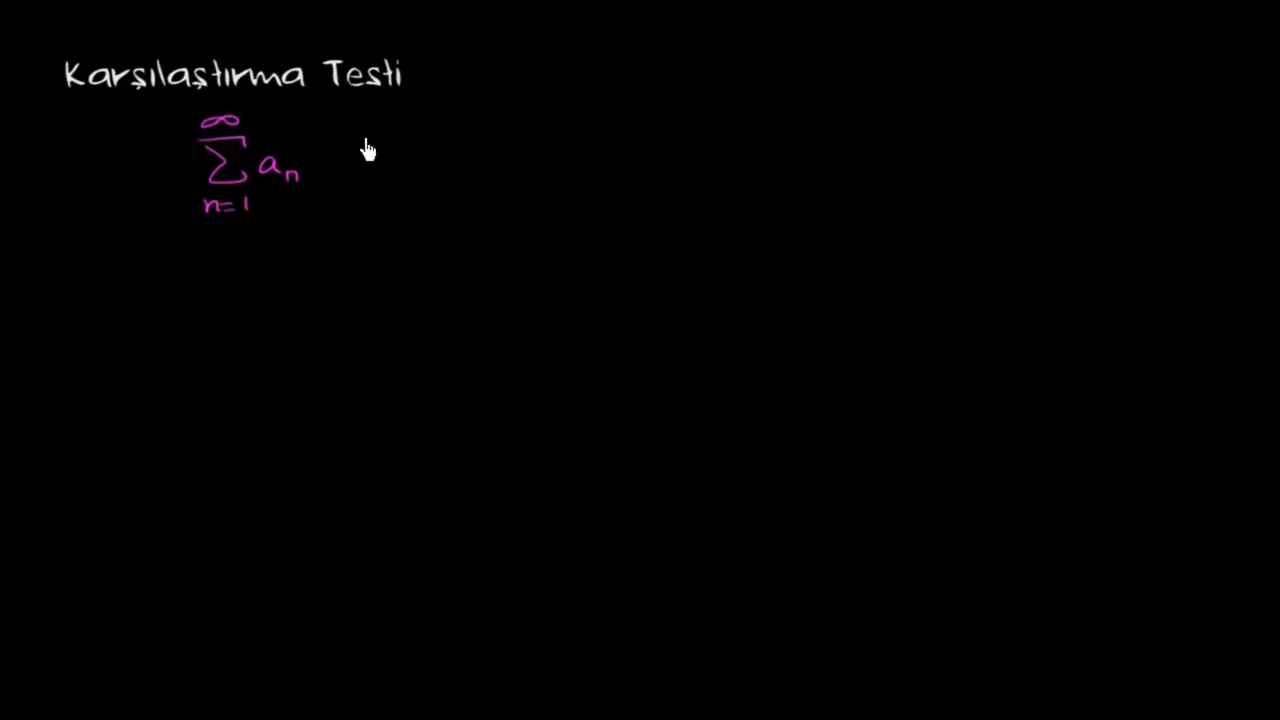 Karşılaştırma Testi
∞
∑ aₙ
n=1